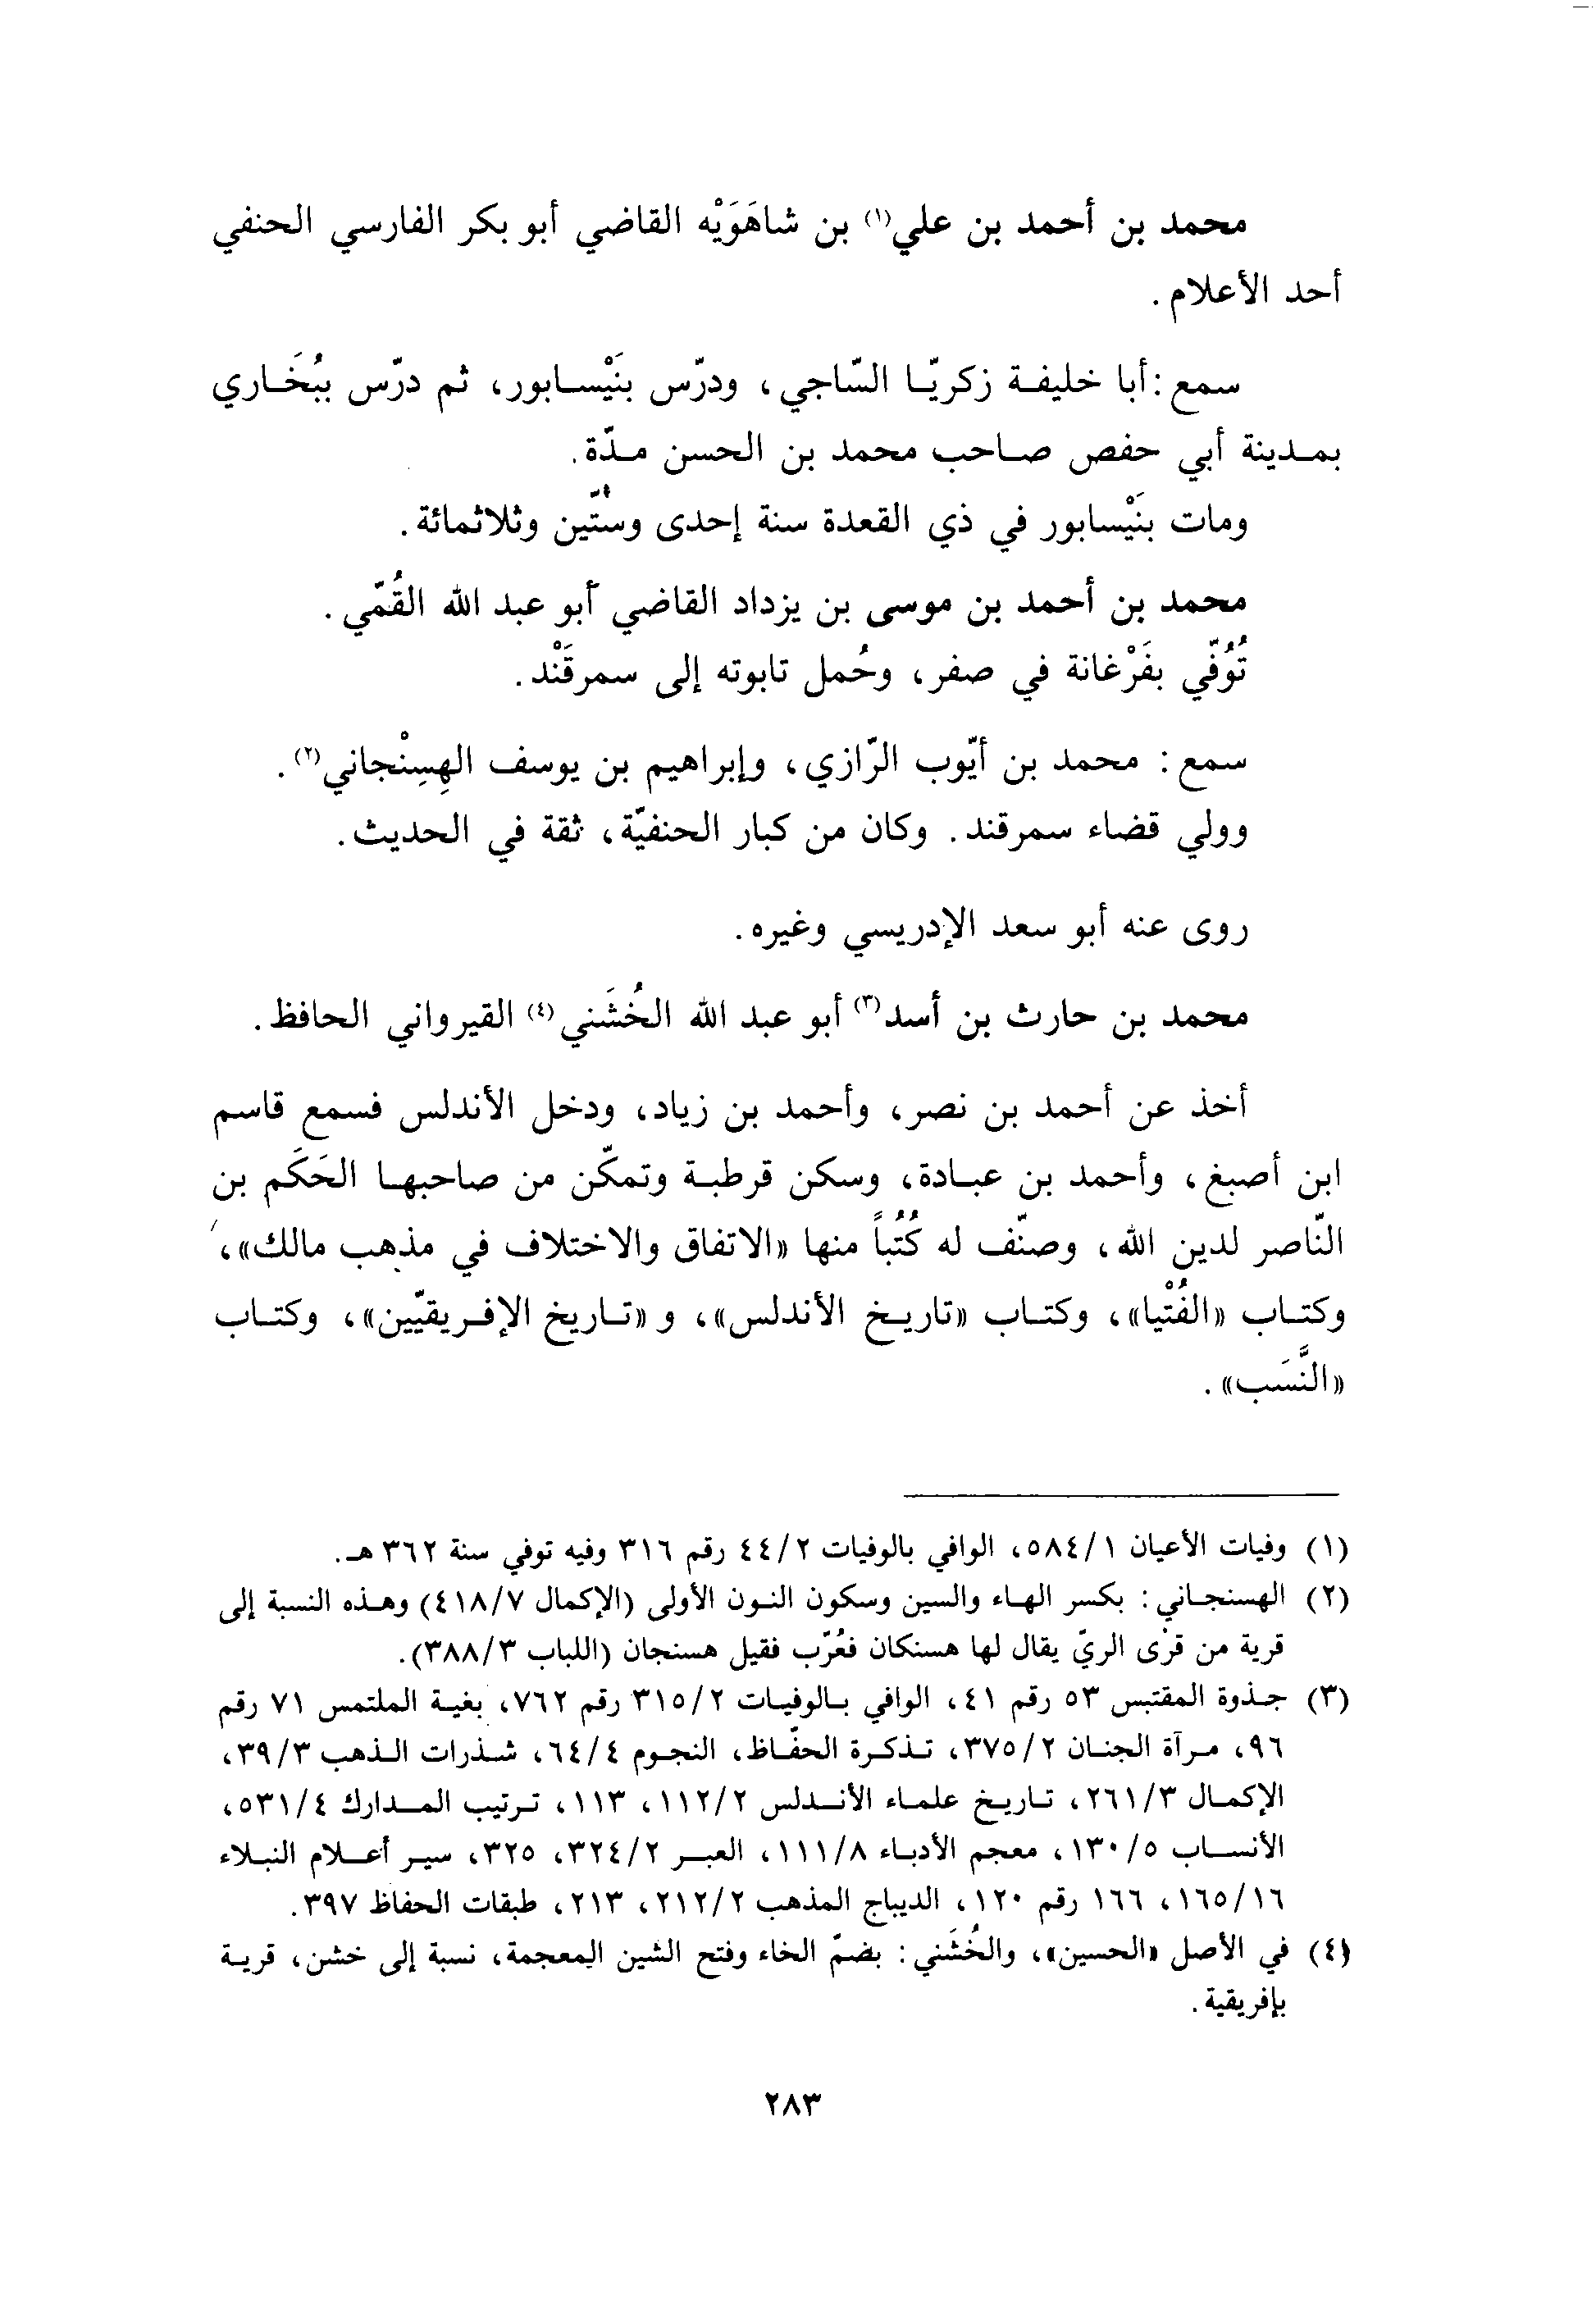 محمد بن أحمد بن علي(١) بن شاهَوَيْه القاضي أبو بكر الفارسي الحنفي
أحد الأعلام.
سمع: أبا خليفة زكريّا السّاجي، ودرّس بنَيْسابور، ثم درّس ببُخَاري
بمدينة أبي حفص صاحب محمد بن الحسن مدّة.
ومات بنَيْسابور في ذي القعدة سنة إحدى وستّين وثلاثمائة.
محمد بن أحمد بن موسى بن يزداد القاضي أبو عبد الله القُمّي.
تُوُفّي بفَرْغانة في صفر، وحُمل تابوته إلى سمرقَنْد.
سمع: محمد بن أيّوب الرّازي، وإبراهيم بن يوسف الهِسِنْجاني(٢).
وولي قضاء سمرقند. وكان من كبار الحنفيّة، ثقة في الحديث.
روى عنه أبو سعد الإدريسي وغيره.
محمد بن حارث بن أسد(٣) أبو عبد الله الخُشَني(٤) القيرواني الحافظ.
أخذ عن أحمد بن نصر، وأحمد بن زياد، ودخل الأندلس فسمع قاسم
ابن أصبغ، وأحمد بن عبادة، وسكن قرطبة وتمكّن من صاحبها الحَكَم بن
النّاصر لدين الله، وصنّف له كُتُباً منها «الاتفاق والاختلاف في مذهب مالك»،
وكتاب «الفُتْيا»، وكتاب «تاريخ الأندلس»، و «تاريخ الإفريقيّين»، وكتاب
«النَّسَب».
(١) وفيات الأعيان ١/ ٥٨٤، الوافي بالوفيات ٢/ ٤٤ رقم ٣١٦ وفيه توفي سنة ٣٦٢ هـ.
(٢) الهسنجاني: بكسر الهاء والسين وسكون النون الأولى (الإكمال ٧/ ٤١٨) وهذه النسبة إلى
قرية من قرى الريّ يقال لها هسنكان فعُرّب فقيل هسنجان (اللباب ٣/ ٣٨٨).
(٣) جذوة المقتبس ٥٣ رقم ٤١، الوافي بالوفيات ٢/ ٣١٥ رقم ٧٦٢، بغية الملتمس ٧١ رقم
٩٦، مرآة الجنان ٢/ ٣٧٥، تذكرة الحفّاظ، النجوم ٤/ ٦٤، شذرات الذهب ٣/ ٣٩،
الإكمال ٣/ ٢٦١، تاريخ علماء الأندلس ٢/ ١١٢، ١١٣، ترتيب المدارك ٤/ ٥٣١،
الأنساب ٥/ ١٣٠، معجم الأدباء ٨/ ١١١، العبر ٢/ ٣٢٤، ٣٢٥، سير أعلام النبلاء
١٦/ ١٦٥، ١٦٦ رقم ١٢٠، الديباج المذهب ٢/ ٢١٢، ٢١٣، طبقات الحفاظ ٣٩٧.
(٤) في الأصل «الحسين»، والخُشَني: بضمّ الخاء وفتح الشين المعجمة، نسبة إلى خشن، قرية
بإفريقية.
٢٨٣